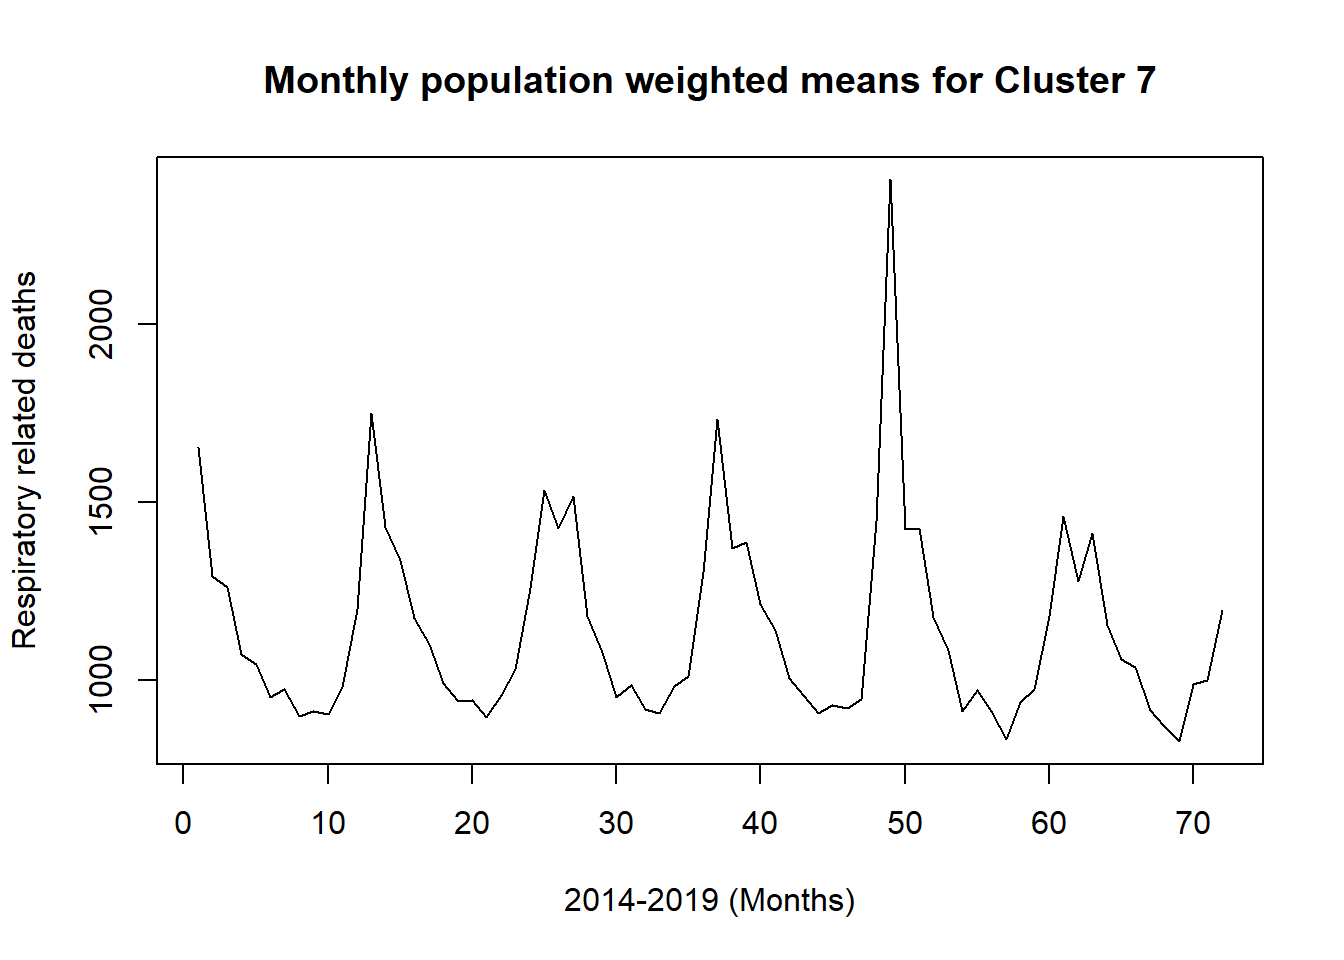 Monthly population weighted means for Cluster 7
Respiratory related deaths
2000
1500
1000
0 10 20 30 40 50 60 70
2014-2019 (Months)